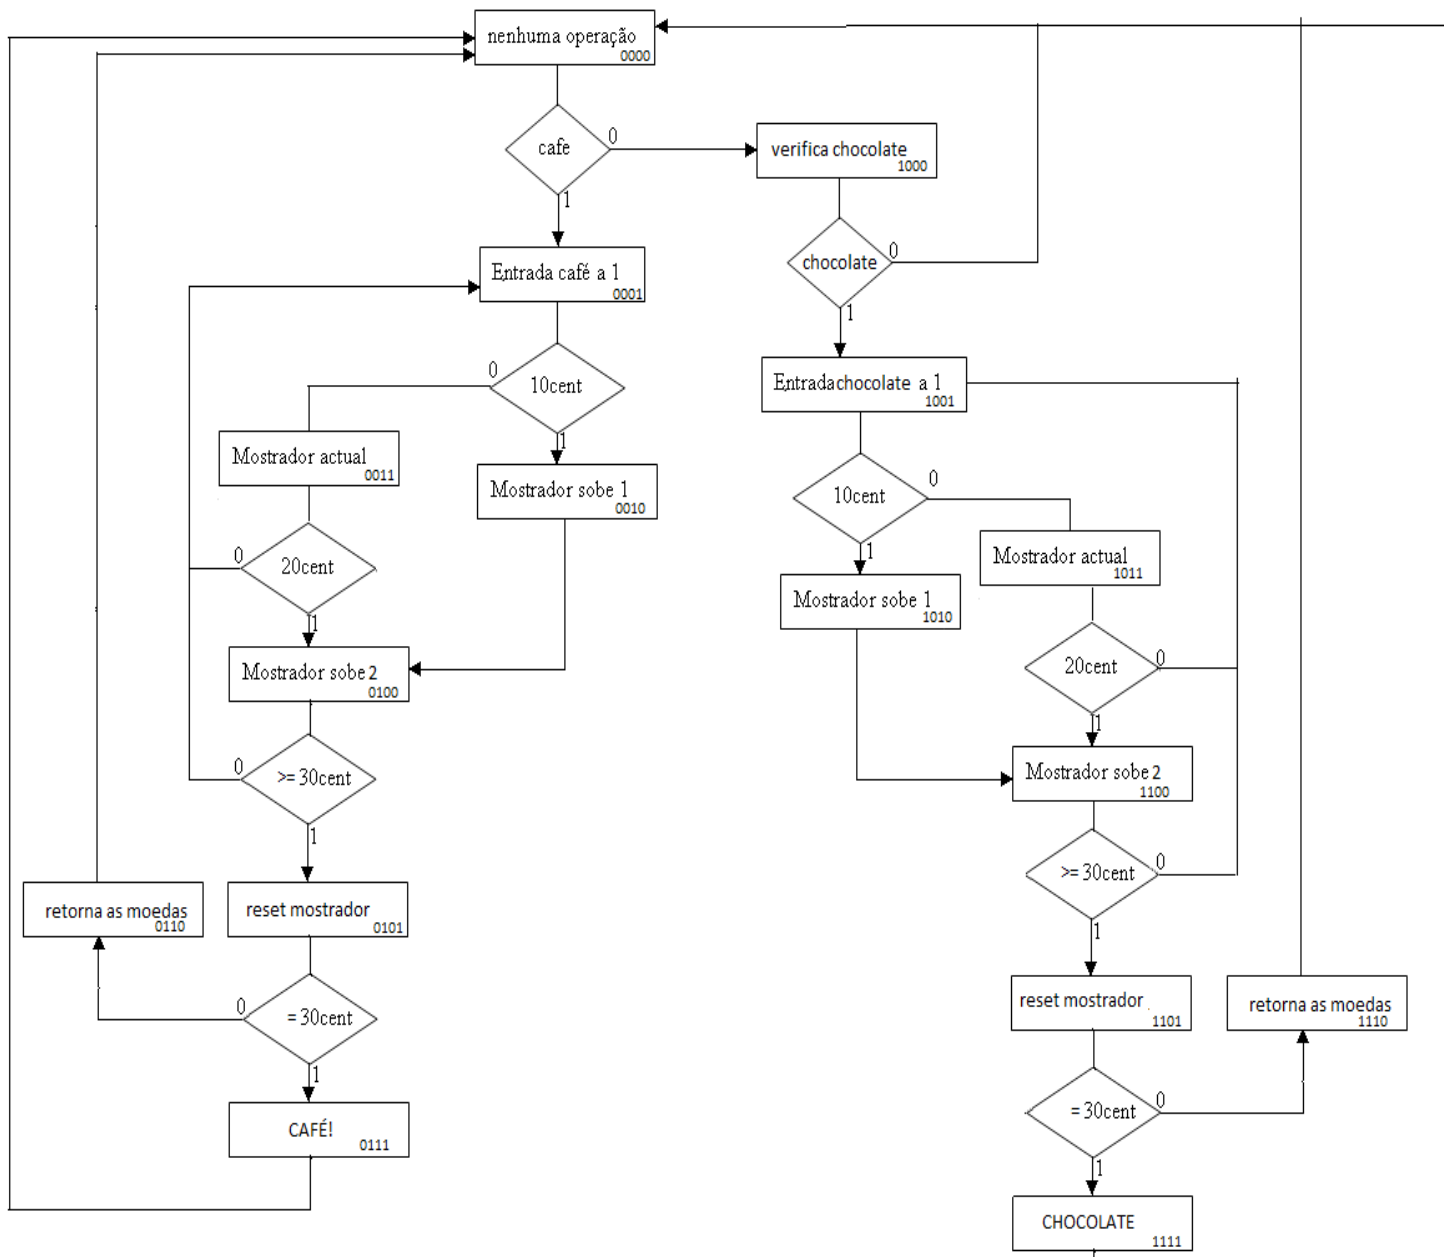 nenhuma operação
0000
cafe
0
1
verifica chocolate
1000
chocolate
0
1
Entrada café a 1
0001
10cent
0
1
Mostrador actual
0011
Mostrador sobe 1
0010
20cent
0
1
Mostrador sobe 2
0100
>= 30cent
0
1
reset mostrador
0101
retorna as moedas
0110
= 30cent
0
1
CAFÉ!
0111
Entrada chocolate a 1
1001
10cent
0
1
Mostrador actual
1011
Mostrador sobe 1
1010
20cent
0
1
Mostrador sobe 2
1100
>= 30cent
0
1
reset mostrador
1101
retorna as moedas
1110
= 30cent
0
1
CHOCOLATE
1111